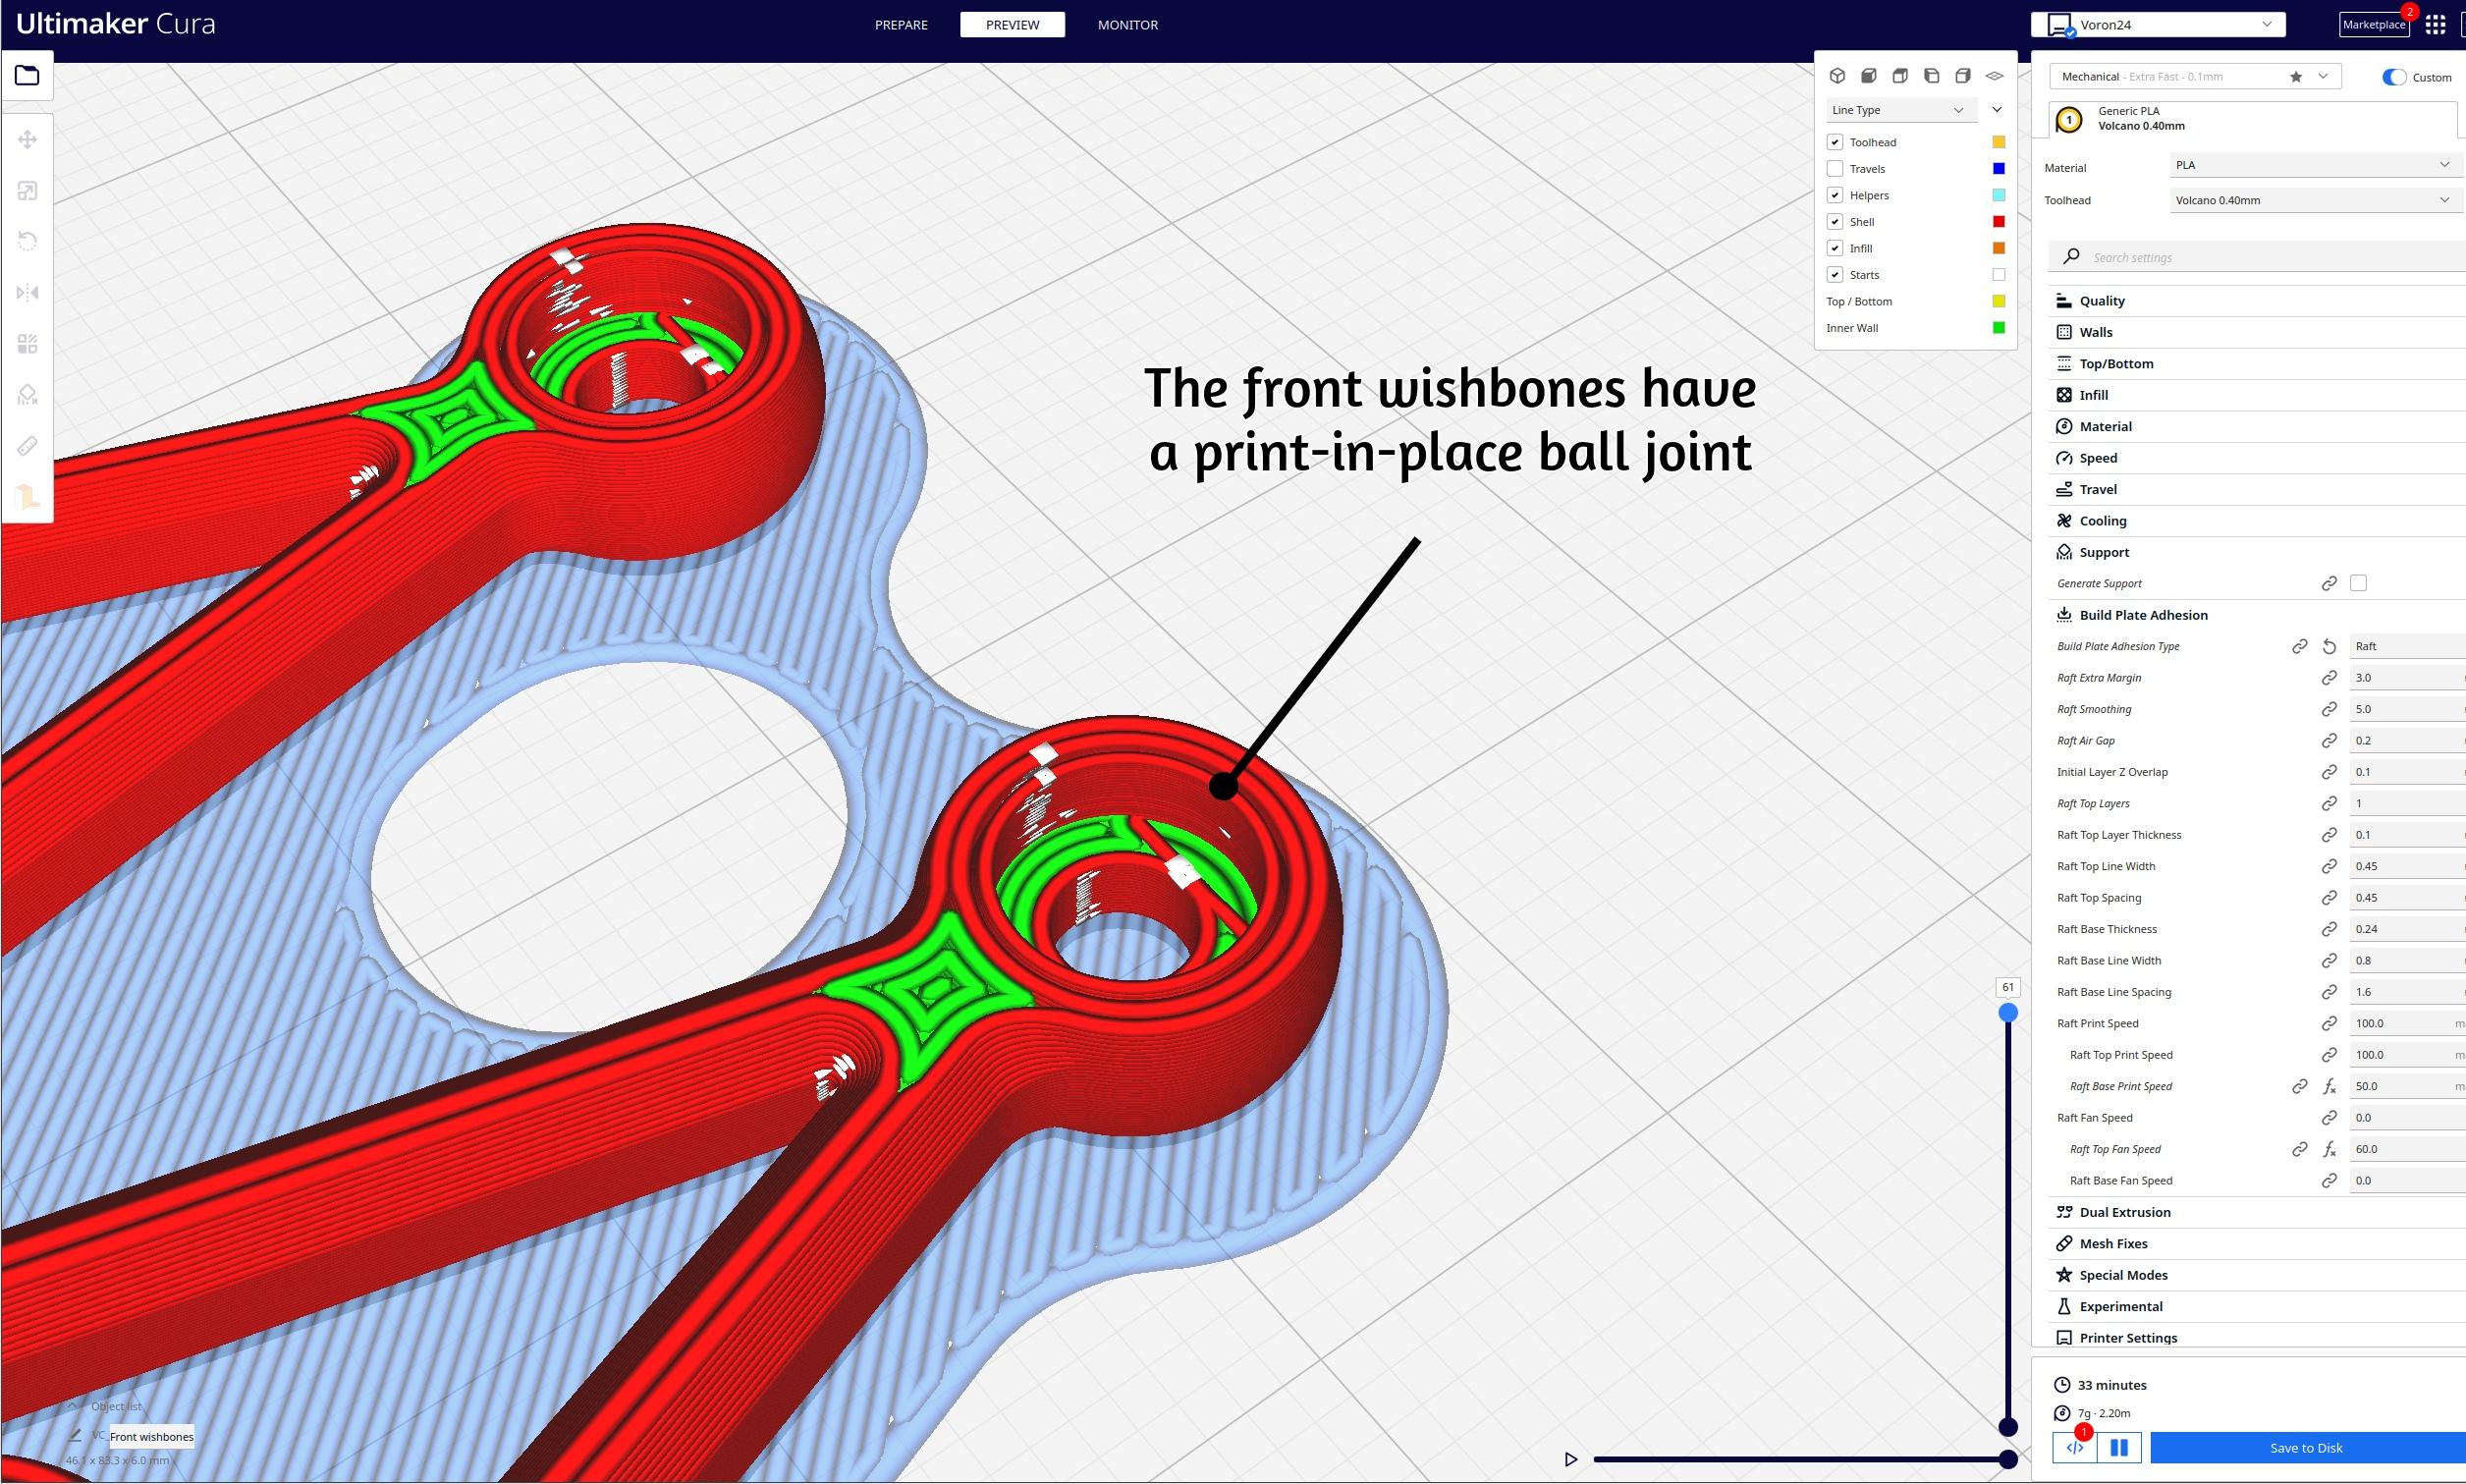 Ultimaker Cura
PREPARE
PREVIEW
MONITOR
Voron24
Marketplace
2
Mechanical - Extra Fast - 0.1mm
Custom
1
Generic PLA
Volcano 0.40mm
Material
PLA
Toolhead
Volcano 0.40mm
Search settings
Line Type
Toolhead
Travels
Helpers
Shell
Infill
Starts
Top / Bottom
Inner Wall
The front wishbones have
a print-in-place ball joint
Quality
Walls
Top/Bottom
Infill
Material
Speed
Travel
Cooling
Support
Generate Support
Build Plate Adhesion
Build Plate Adhesion Type
Raft
Raft Extra Margin
3.0
Raft Smoothing
5.0
Raft Air Gap
0.2
Initial Layer Z Overlap
0.1
Raft Top Layers
1
Raft Top Layer Thickness
0.1
Raft Top Line Width
0.45
Raft Top Spacing
0.45
Raft Base Thickness
0.24
Raft Base Line Width
0.8
Raft Base Line Spacing
1.6
Raft Print Speed
100.0 m
Raft Top Print Speed
100.0 m
Raft Base Print Speed
50.0 m
Raft Fan Speed
0.0
Raft Top Fan Speed
60.0
Raft Base Fan Speed
0.0
Dual Extrusion
Mesh Fixes
Special Modes
Experimental
Printer Settings
61
33 minutes
7g · 2.20m
1
Save to Disk
Object list
VC_
Front wishbones
46.1 x 83.3 x 6.0 mm